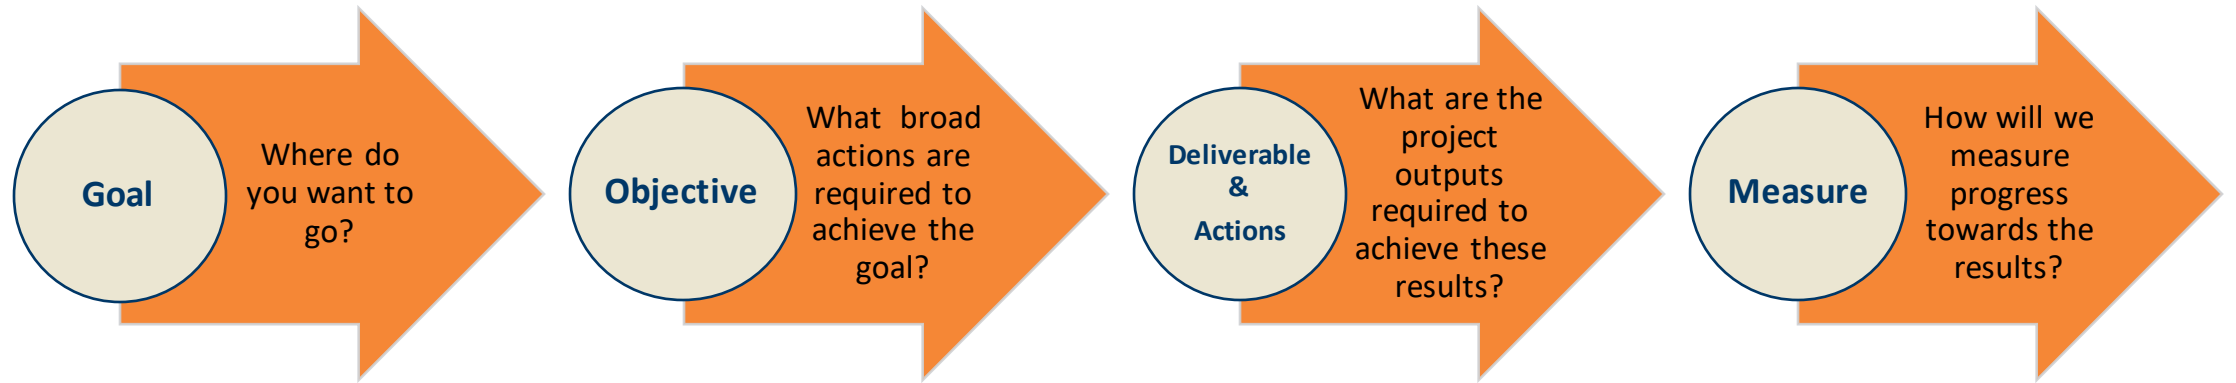 Goal
Where do
you want to
go?
Objective
What broad
actions are
required to
achieve the
goal?
Deliverable
&
Actions
What are the
project
outputs
required to
achieve these
results?
Measure
How will we
measure
progress
towards the
results?